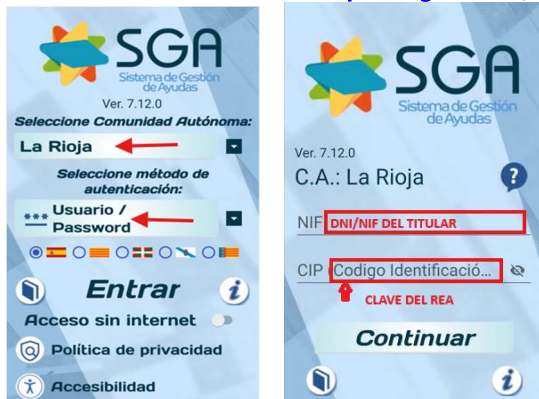 SGA
Sistema de Gestión
de Ayudas
Ver. 7.12.0
Seleccione Comunidad Autónoma:
La Rioja
Seleccione método de
autenticación:
*** Usuario /
Password
Entrar
Acceso sin internet
Política de privacidad
Accesibilidad
SGA
Sistema de Gestión
de Ayudas
Ver. 7.12.0
C.A.: La Rioja
?
NIF DNI/NIF DEL TITULAR
CIP Codigo Identificació...
CLAVE DEL REA
Continuar
i